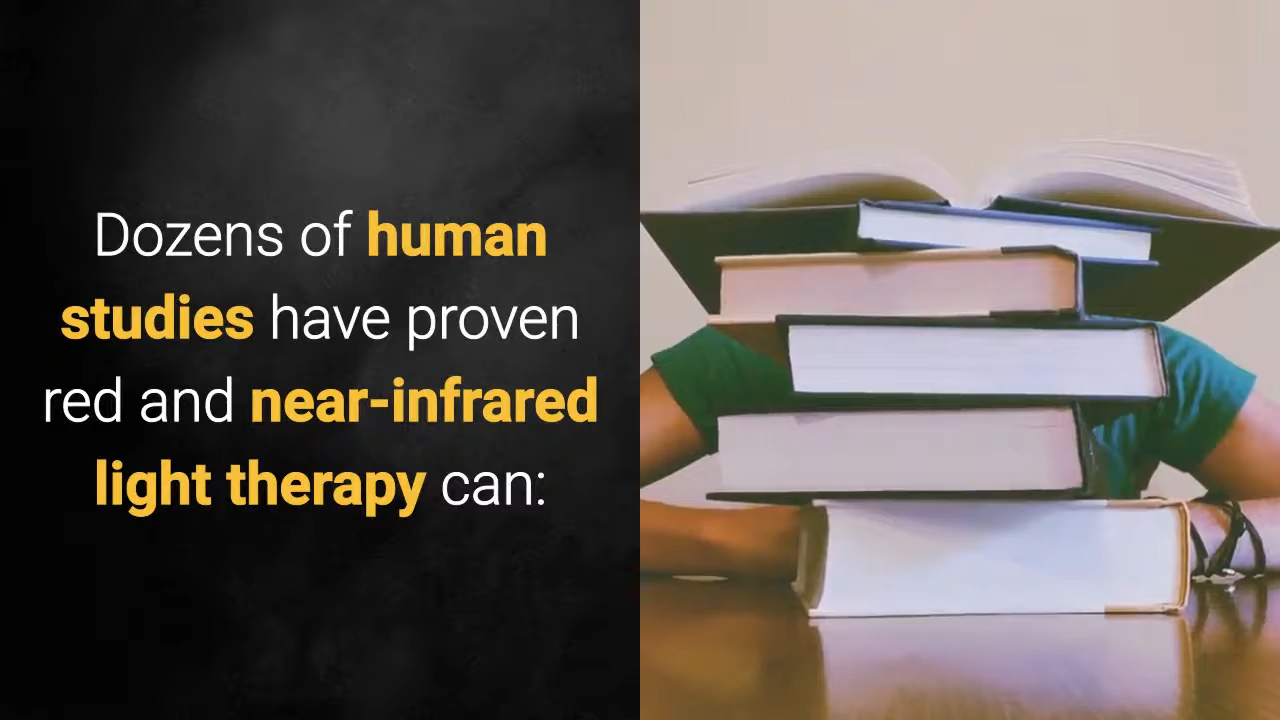 Dozens of human
studies have proven
red and near-infrared
light therapy can: